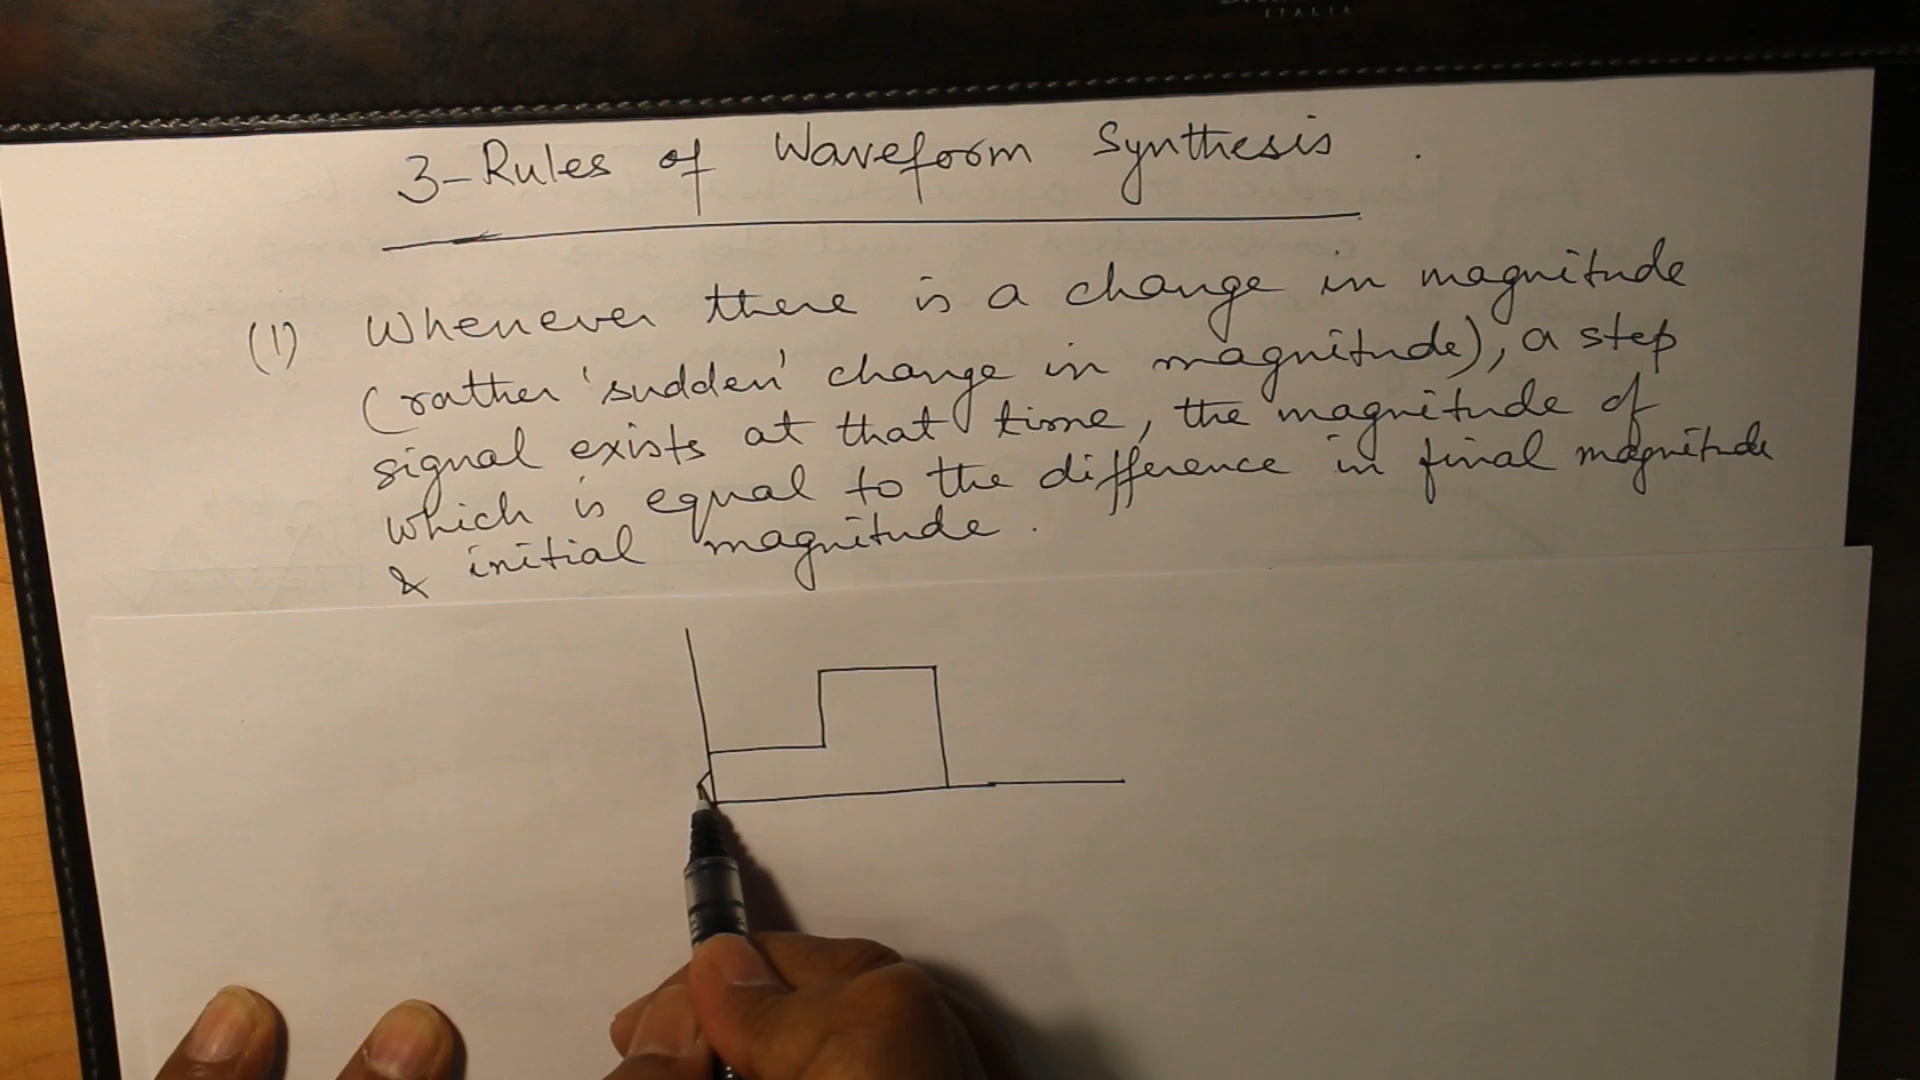 ITALIA
3-Rules of Waveform Synthesis.
(1) Whenever there is a change in magnitude
(rather 'sudden' change in magnitude), a step
signal exists at that time, the magnitude of
which is equal to the difference in final magnitude
& initial magnitude.